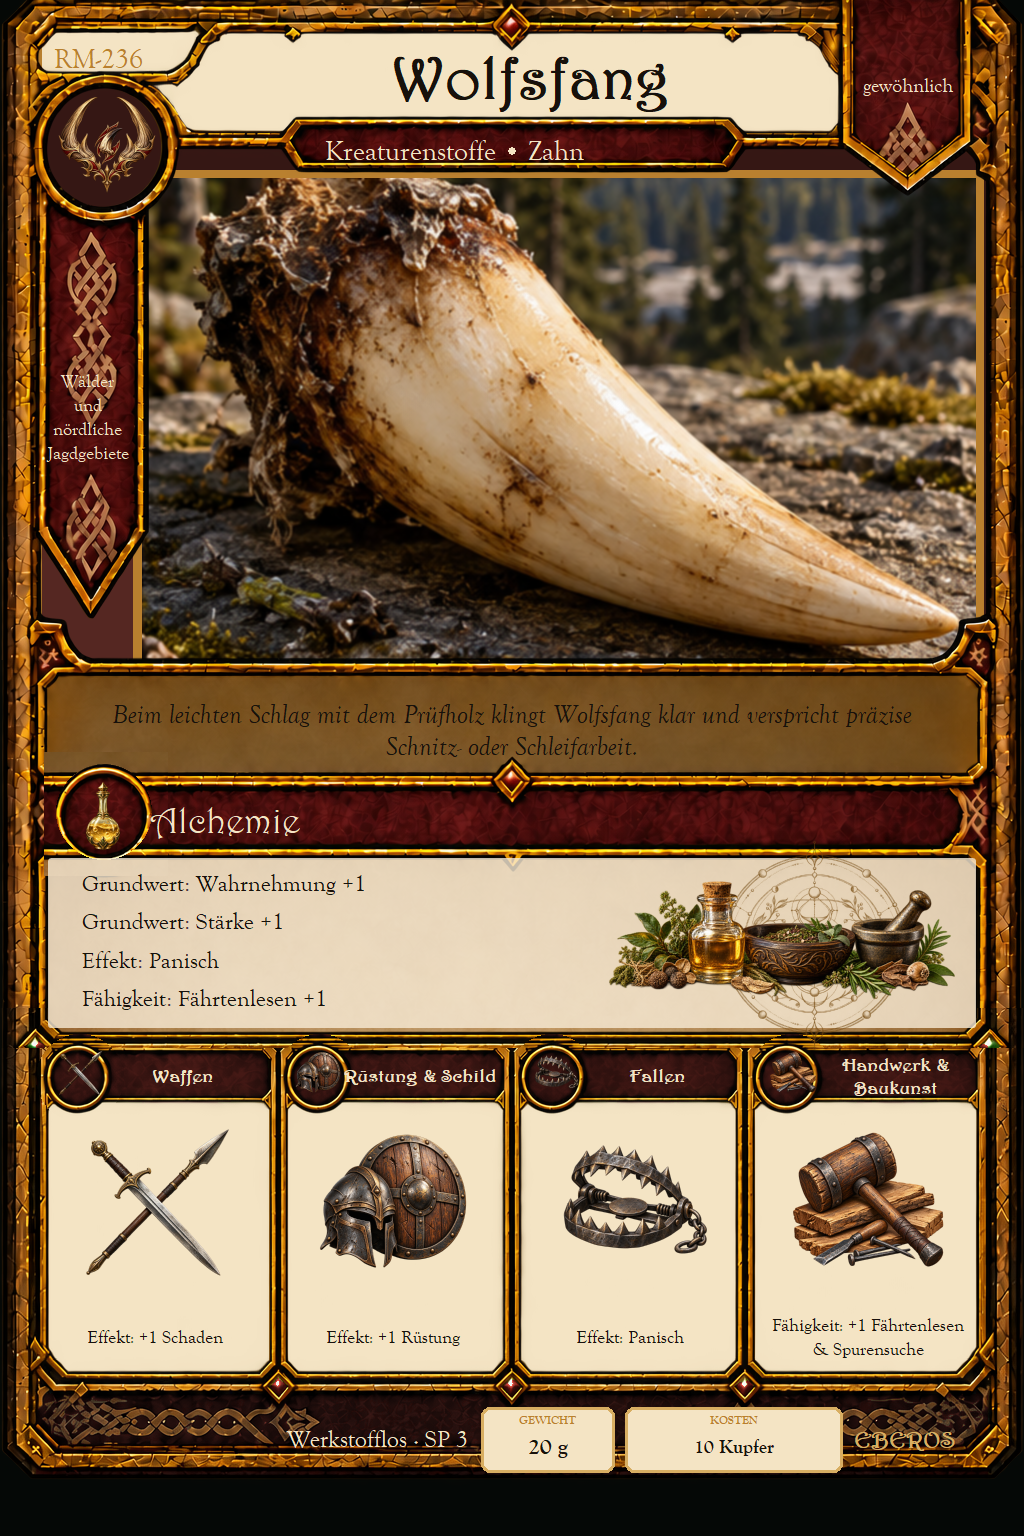 RM-236
Wolfsfang
gewöhnlich
Kreaturenstoffe • Zahn
Wälder
und
nördliche
Jagdgebiete
Beim leichten Schlag mit dem Prüfholz klingt Wolfsfang klar und verspricht präzise
Schnitz- oder Schleifarbeit.
Alchemie
Grundwert: Wahrnehmung +1
Grundwert: Stärke +1
Effekt: Panisch
Fähigkeit: Fährtenlesen +1
Waffen
Rüstung & Schild
Fallen
Handwerk &
Baukunst
Effekt: +1 Schaden
Effekt: +1 Rüstung
Effekt: Panisch
Fähigkeit: +1 Fährtenlesen
& Spurensuche
Werkstofflos · SP 3
GEWICHT
20 g
KOSTEN
10 Kupfer
EBEROS